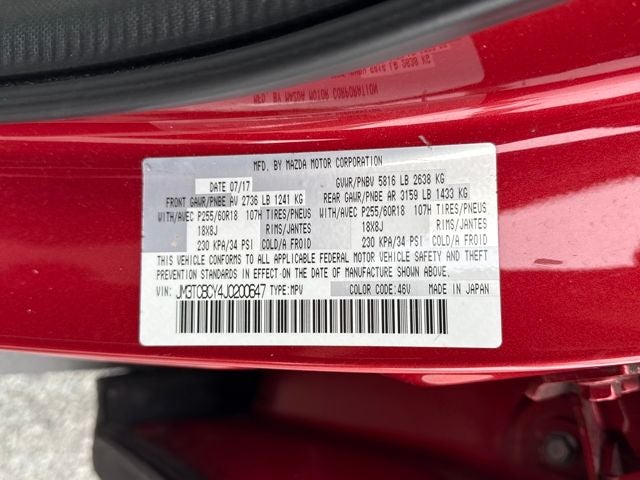 MFD. BY MAZDA MOTOR CORPORATION
DATE 07/17 GVWR/PNBV 5816 LB 2638 KG
FRONT GAWR/PNBE AV 2736 LB 1241 KG REAR GAWR/PNBE AR 3159 LB 1433 KG
WITH/AVEC P255/60R18 107H TIRES/PNEUS WITH/AVEC P255/60R18 107H TIRES/PNEUS
18X8J RIMS/JANTES 18X8J RIMS/JANTES
230 KPA/34 PSI COLD/A FROID 230 KPA/34 PSI COLD/A FROID
THIS VEHICLE CONFORMS TO ALL APPLICABLE FEDERAL MOTOR VEHICLE SAFETY AND THEFT
PREVENTION STANDARDS IN EFFECT ON THE DATE OF MANUFACTURE SHOWN ABOVE.
VIN: JM3TCBCY4J0200647 TYPE:MPV COLOR CODE:46V MADE IN JAPAN